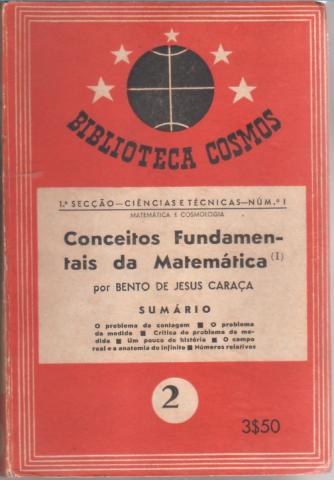 BIBLIOTECA COSMOS
1.ª SECÇÃO—CIÊNCIAS E TÉCNICAS—NÚM.º 1
MATEMÁTICA E COSMOLOGIA
Conceitos Fundamen-
tais da Matemática (I)
por BENTO DE JESUS CARAÇA
SUMÁRIO
O problema da contagem ■ O problema
da medida ■ Crítica do problema da me-
dida ■ Um pouco de história ■ O campo
real e a anatomia do infinito ■ Números relativos
2
3$50